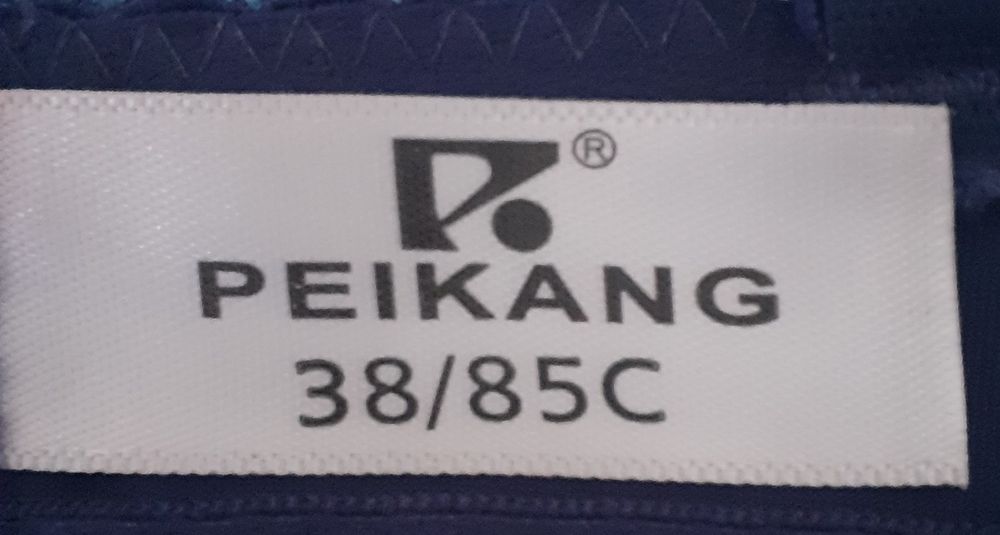 ®
PEIKANG
38/85C